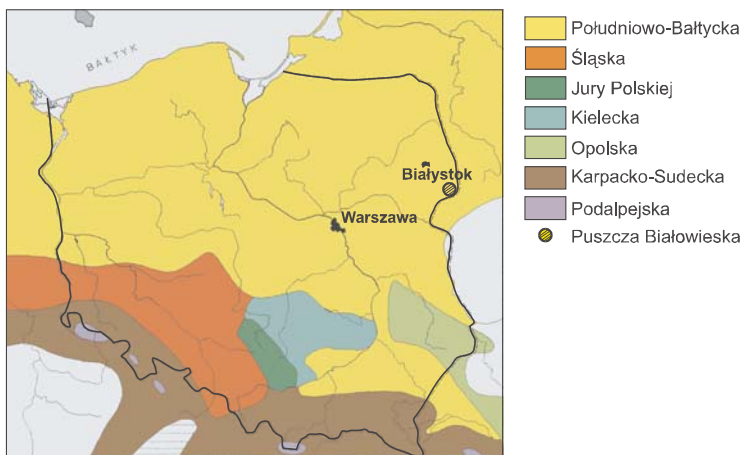 BAŁTYK
Białystok
Warszawa
Południowo-Bałtycka
Śląska
Jury Polskiej
Kielecka
Opolska
Karpacko-Sudecka
Podalpejska
Puszcza Białowieska